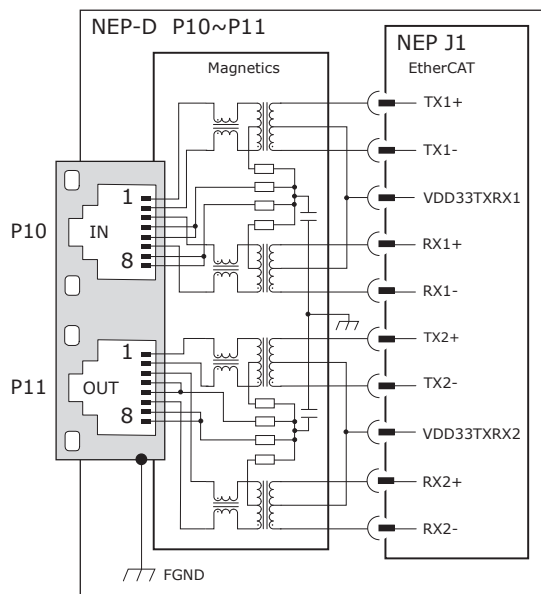 NEP-D P10~P11
NEP J1
Magnetics
EtherCAT
TX1+
TX1-
VDD33TXRX1
RX1+
RX1-
TX2+
TX2-
VDD33TXRX2
RX2+
RX2-
1
P10
IN
8
1
P11
OUT
8
FGND